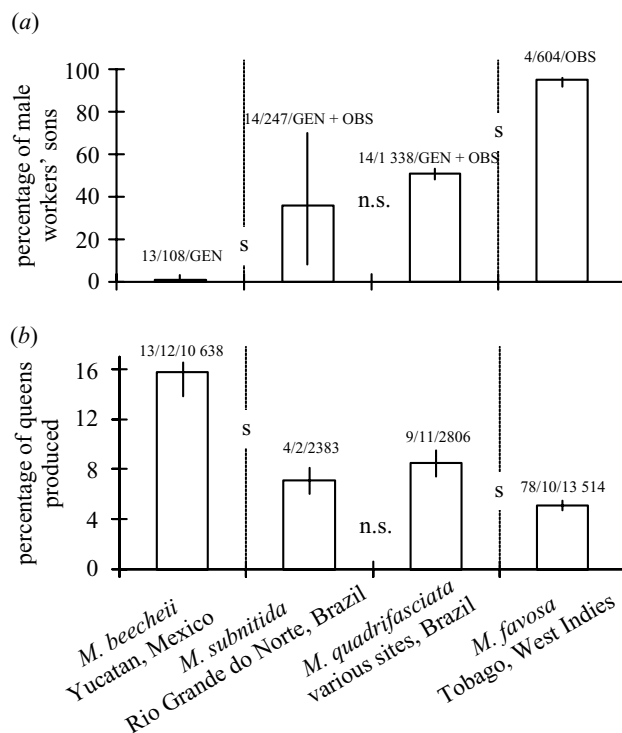 (a)
percentage of male
workers' sons
100
80
60
40
20
0
13/108/GEN
s
14/247/GEN + OBS
n.s.
14/1 338/GEN + OBS
s
4/604/OBS
(b)
percentage of queens
produced
16
12
8
4
0
13/12/10 638
s
4/2/2383
n.s.
9/11/2806
s
78/10/13 514
M. beecheii
Yucatan, Mexico
M. subnitida
Rio Grande do Norte, Brazil
M. quadrifasciata
various sites, Brazil
M. favosa
Tobago, West Indies